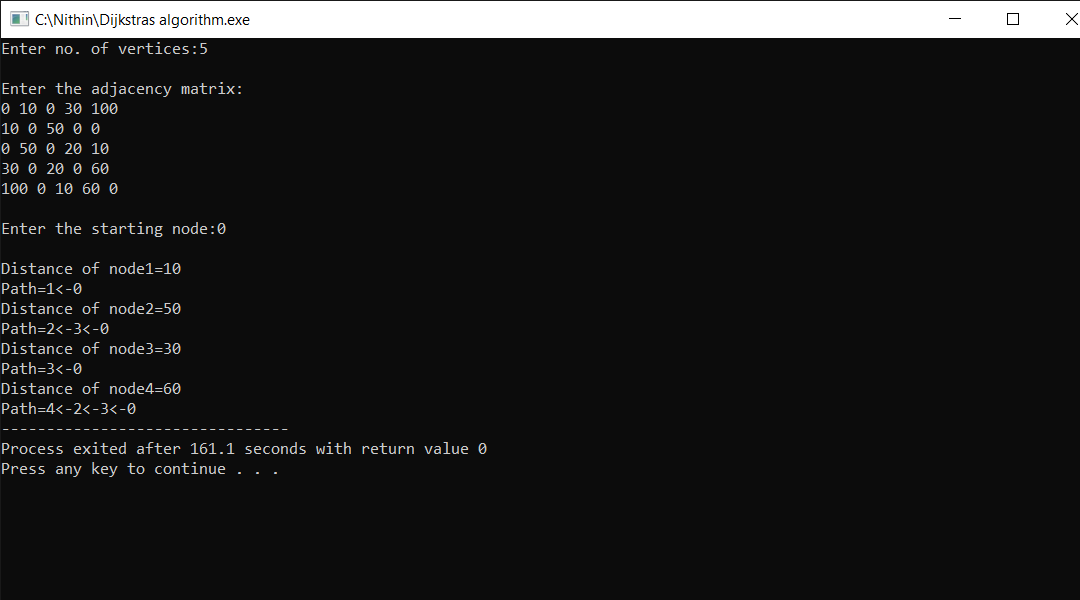 C:\Nithin\Dijkstras algorithm.exe
Enter no. of vertices:5
Enter the adjacency matrix:
0 10 0 30 100
10 0 50 0 0
0 50 0 20 10
30 0 20 0 60
100 0 10 60 0
Enter the starting node:0
Distance of node1=10
Path=1<-0
Distance of node2=50
Path=2<-3<-0
Distance of node3=30
Path=3<-0
Distance of node4=60
Path=4<-2<-3<-0
--------------------------------
Process exited after 161.1 seconds with return value 0
Press any key to continue . . .